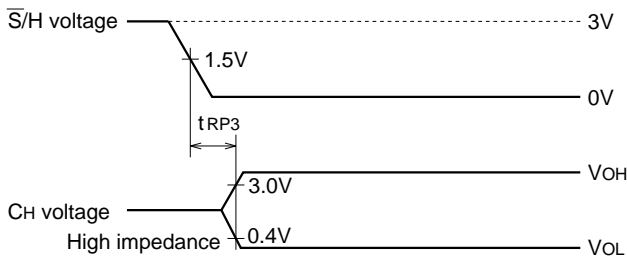 S̅/H voltage
3V
1.5V
0V
tRP3
VOH
3.0V
CH voltage
High impedance
0.4V
VOL